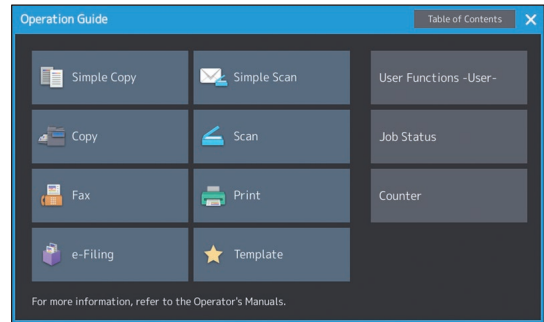 Operation Guide
Table of Contents
Simple Copy
Simple Scan
User Functions -User-
Copy
Scan
Job Status
Fax
Print
Counter
e-Filing
Template
For more information, refer to the Operator's Manuals.